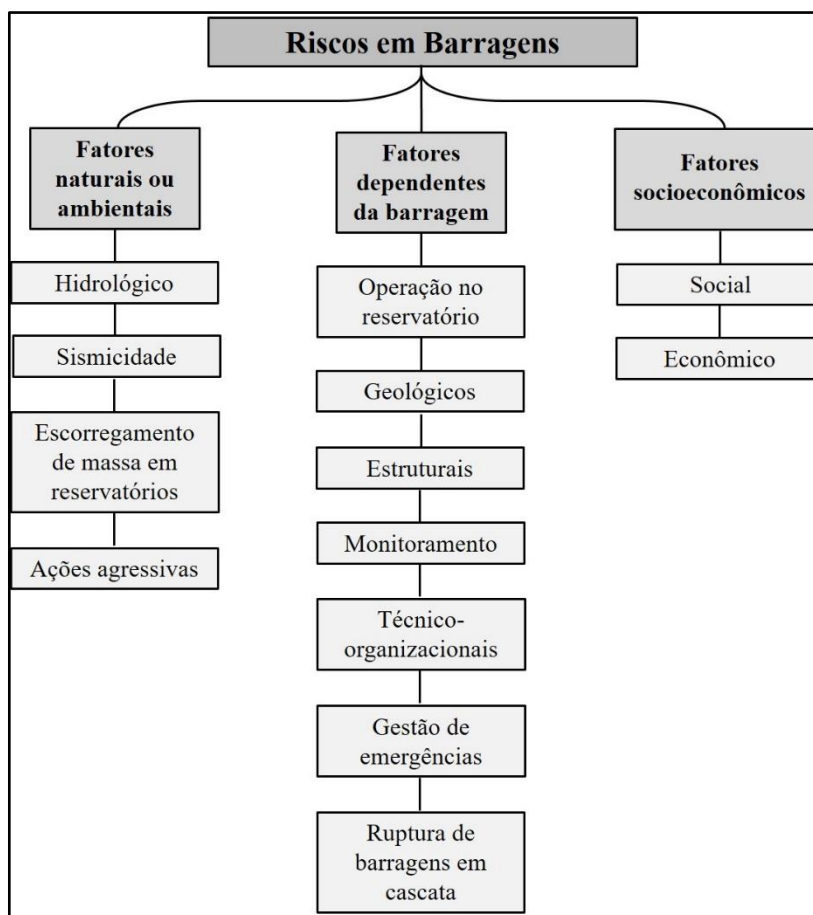 Riscos em Barragens
Fatores
naturais ou
ambientais
Hidrológico
Sismicidade
Escorregamento
de massa em
reservatórios
Ações agressivas
Fatores
dependentes
da barragem
Operação no
reservatório
Geológicos
Estruturais
Monitoramento
Técnico-
organizacionais
Gestão de
emergências
Ruptura de
barragens em
cascata
Fatores
socioeconômicos
Social
Econômico